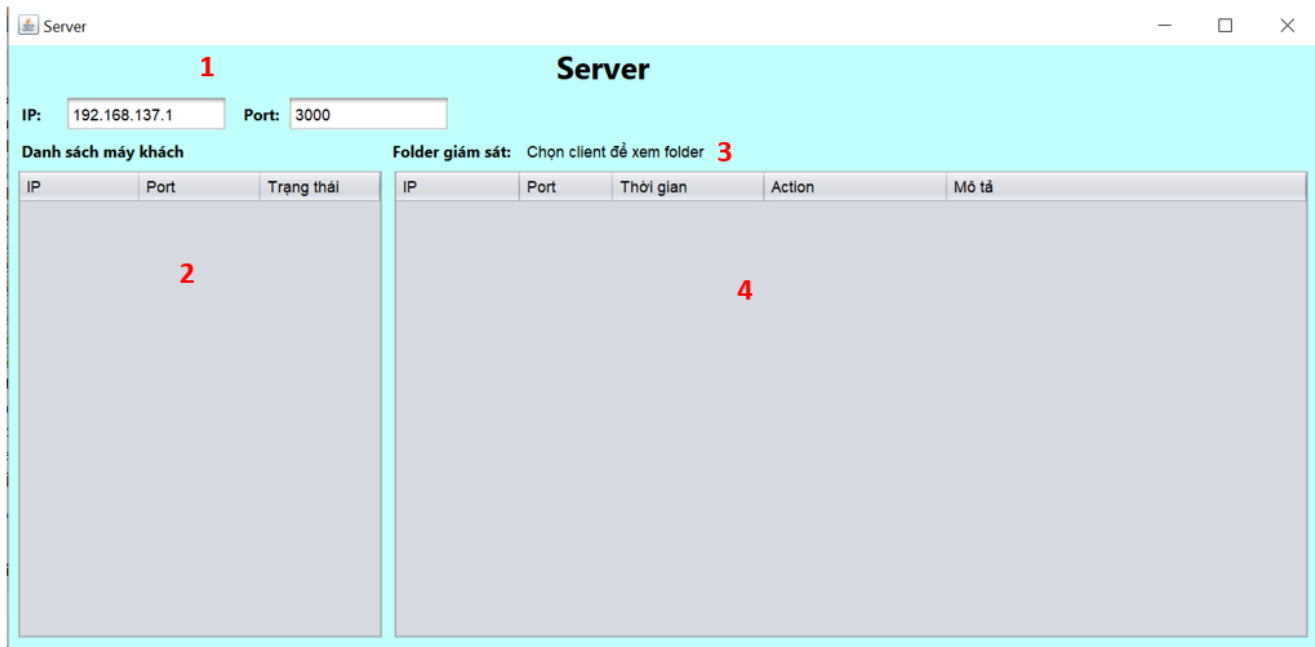 Server
1
Server
IP: 192.168.137.1 Port: 3000
Danh sách máy khách
Folder giám sát: Chọn client để xem folder 3
IP Port Trạng thái
IP Port Thời gian Action Mô tả
2
4